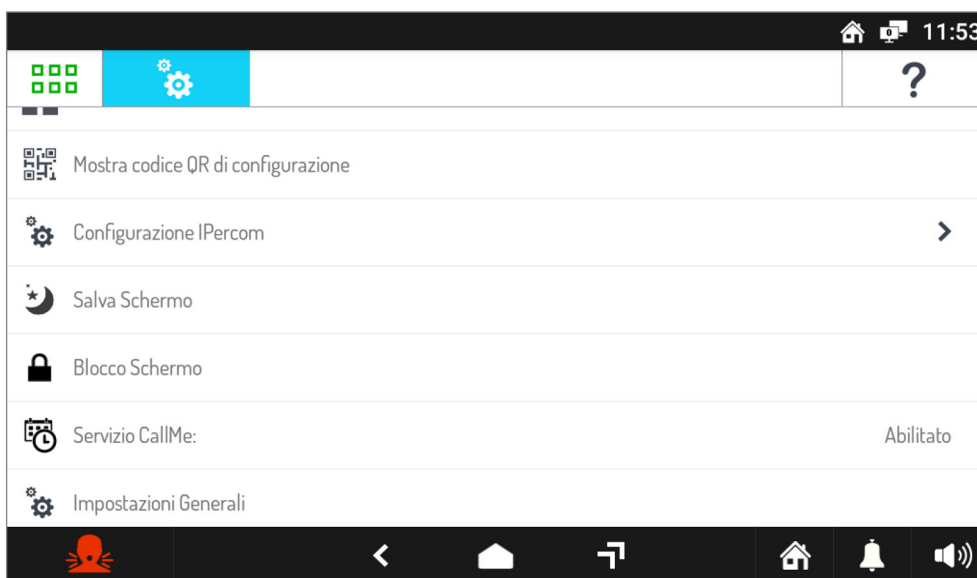 11:53
?
Mostra codice QR di configurazione
Configurazione IPercom
Salva Schermo
Blocco Schermo
Servizio CallMe: Abilitato
Impostazioni Generali